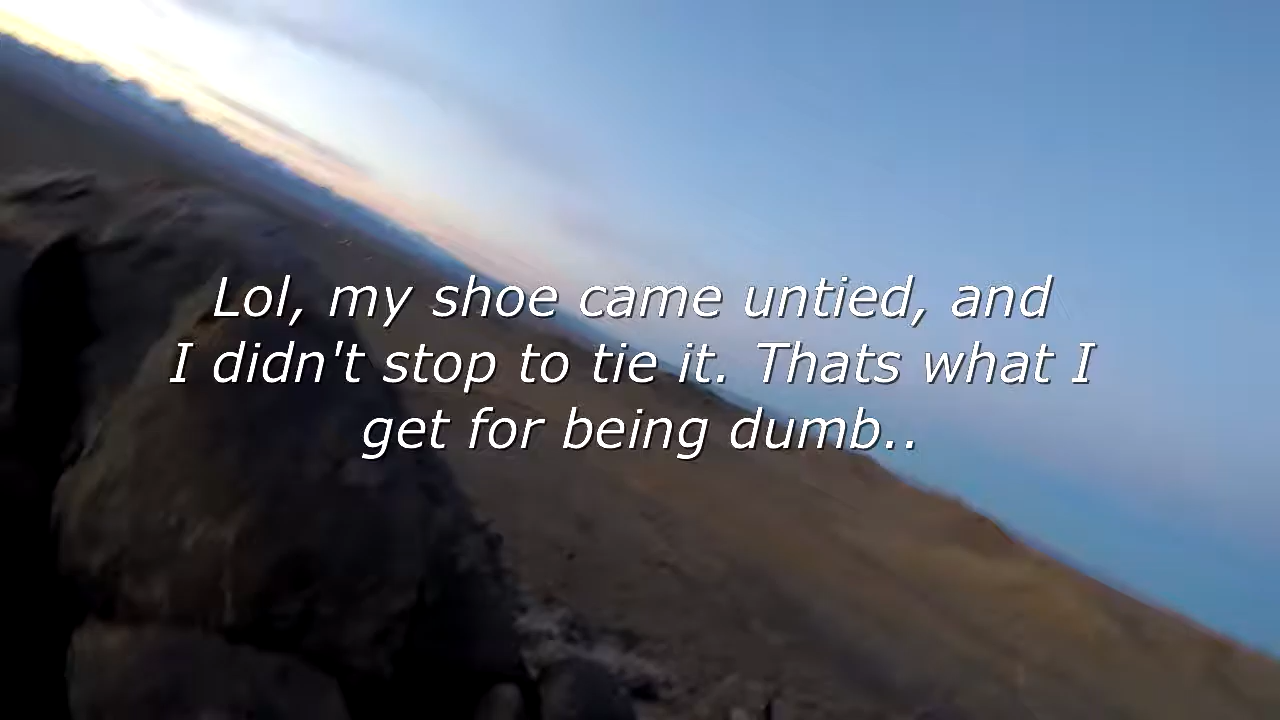 Lol, my shoe came untied, and
I didn't stop to tie it. Thats what I
get for being dumb..